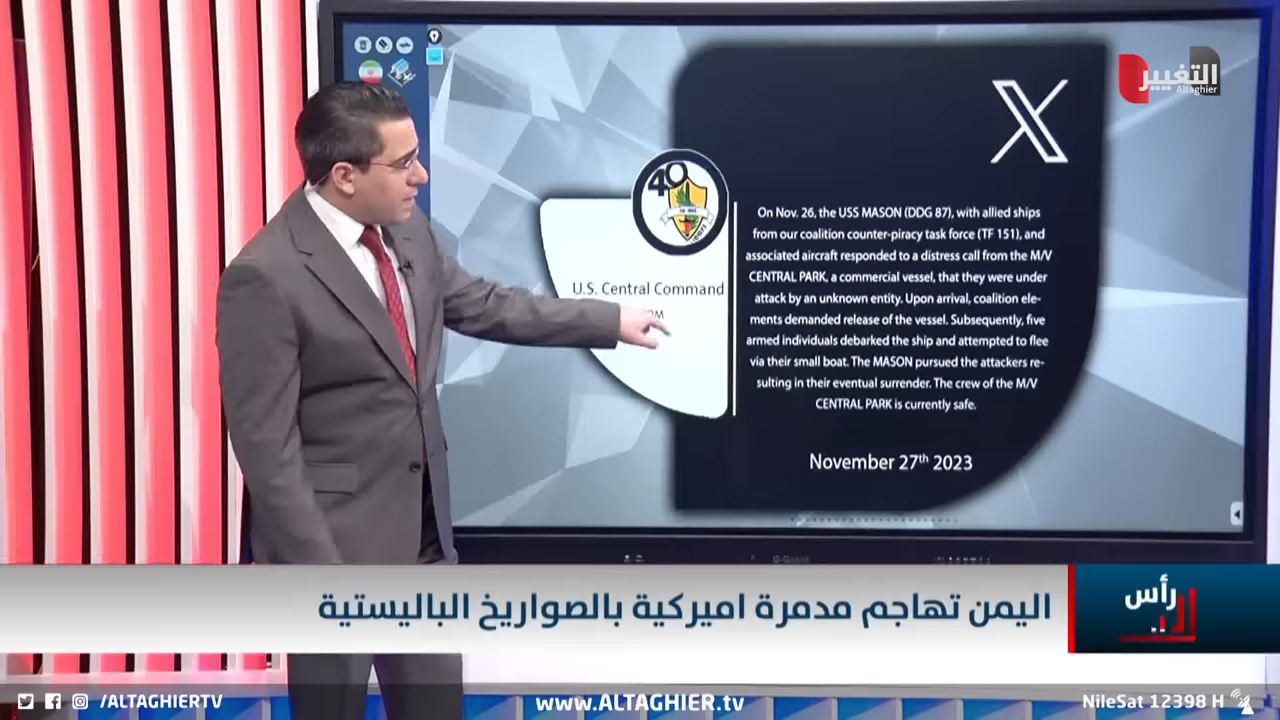 التغيير
Altaghier
X
40
U.S. Central Command
On Nov. 26, the USS MASON (DDG 87), with allied ships
from our coalition counter-piracy task force (TF 151), and
associated aircraft responded to a distress call from the M/V
CENTRAL PARK, a commercial vessel, that they were under
attack by an unknown entity. Upon arrival, coalition ele-
ments demanded release of the vessel. Subsequently, five
armed individuals debarked the ship and attempted to flee
via their small boat. The MASON pursued the attackers re-
sulting in their eventual surrender. The crew of the M/V
CENTRAL PARK is currently safe.
November 27th 2023
رأس
اليمن تهاجم مدمرة اميركية بالصواريخ الباليستية
/ALTAGHIERTV
www.ALTAGHIER.tv
NileSat 12398 H